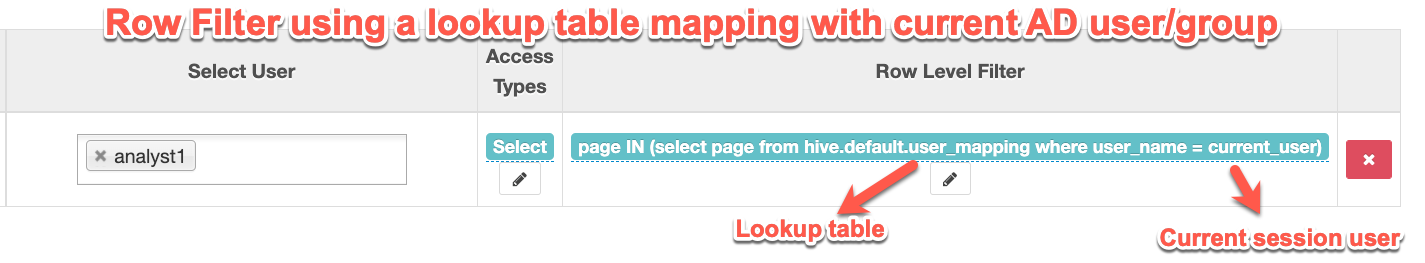 Row Filter using a lookup table mapping with current AD user/group
Select User
Access
Types
Row Level Filter
× analyst1
Select
page IN (select page from hive.default.user_mapping where user_name = current_user)
×
Lookup table
Current session user